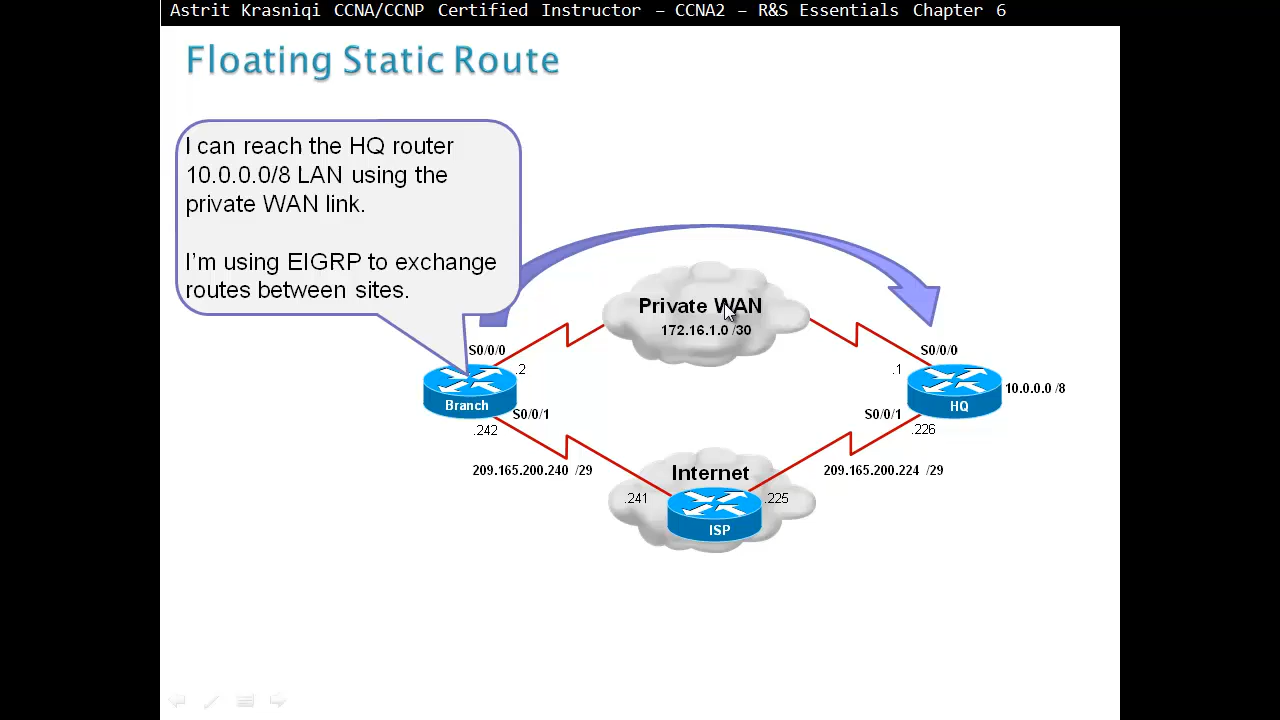 Astrit Krasniqi CCNA/CCNP Certified Instructor – CCNA2 – R&S Essentials Chapter 6
Floating Static Route
I can reach the HQ router
10.0.0.0/8 LAN using the
private WAN link.
I'm using EIGRP to exchange
routes between sites.
Private WAN
172.16.1.0 /30
S0/0/0
.2
S0/0/0
.1
Branch
HQ
10.0.0.0 /8
S0/0/1
.242
S0/0/1
.226
209.165.200.240 /29
Internet
209.165.200.224 /29
.241
.225
ISP